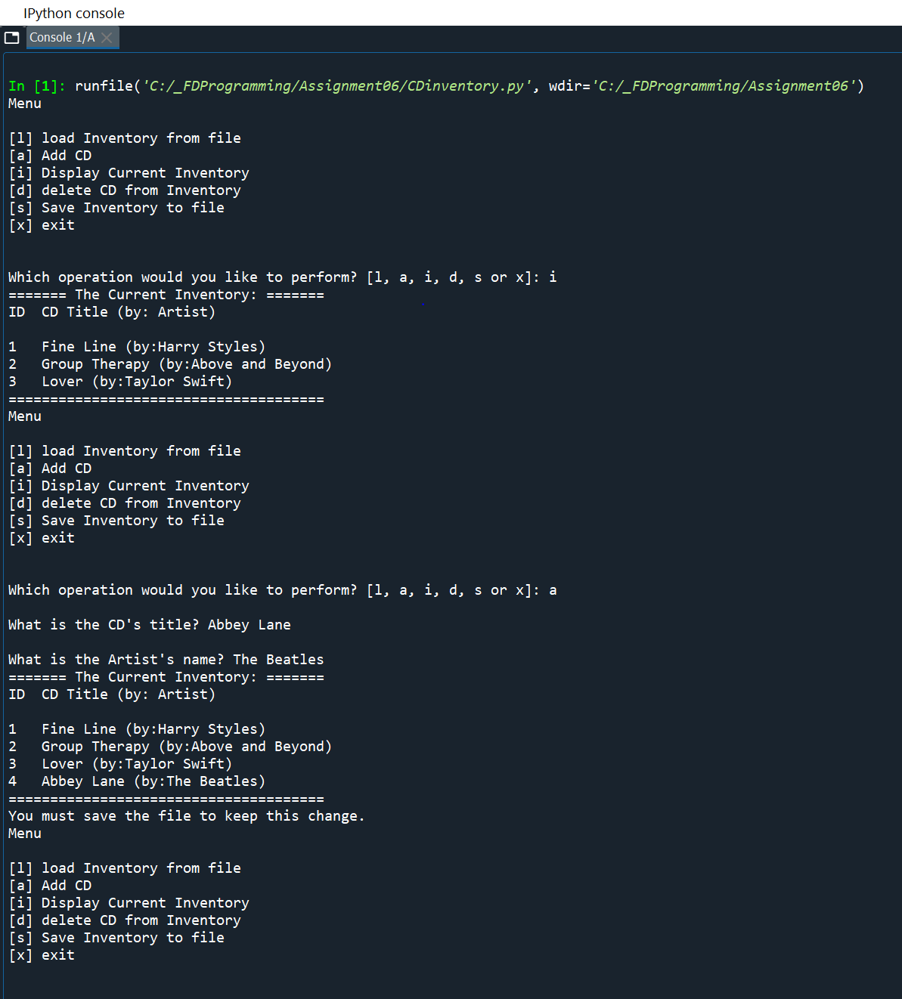 IPython console
Console 1/A
In [1]: runfile('C:/_FDProgramming/Assignment06/CDinventory.py', wdir='C:/_FDProgramming/Assignment06')
Menu
[l] load Inventory from file
[a] Add CD
[i] Display Current Inventory
[d] delete CD from Inventory
[s] Save Inventory to file
[x] exit
Which operation would you like to perform? [l, a, i, d, s or x]: i
======= The Current Inventory: =======
ID  CD Title (by: Artist)
1   Fine Line (by:Harry Styles)
2   Group Therapy (by:Above and Beyond)
3   Lover (by:Taylor Swift)
======================================
Menu
[l] load Inventory from file
[a] Add CD
[i] Display Current Inventory
[d] delete CD from Inventory
[s] Save Inventory to file
[x] exit
Which operation would you like to perform? [l, a, i, d, s or x]: a
What is the CD's title? Abbey Lane
What is the Artist's name? The Beatles
======= The Current Inventory: =======
ID  CD Title (by: Artist)
1   Fine Line (by:Harry Styles)
2   Group Therapy (by:Above and Beyond)
3   Lover (by:Taylor Swift)
4   Abbey Lane (by:The Beatles)
======================================
You must save the file to keep this change.
Menu
[l] load Inventory from file
[a] Add CD
[i] Display Current Inventory
[d] delete CD from Inventory
[s] Save Inventory to file
[x] exit